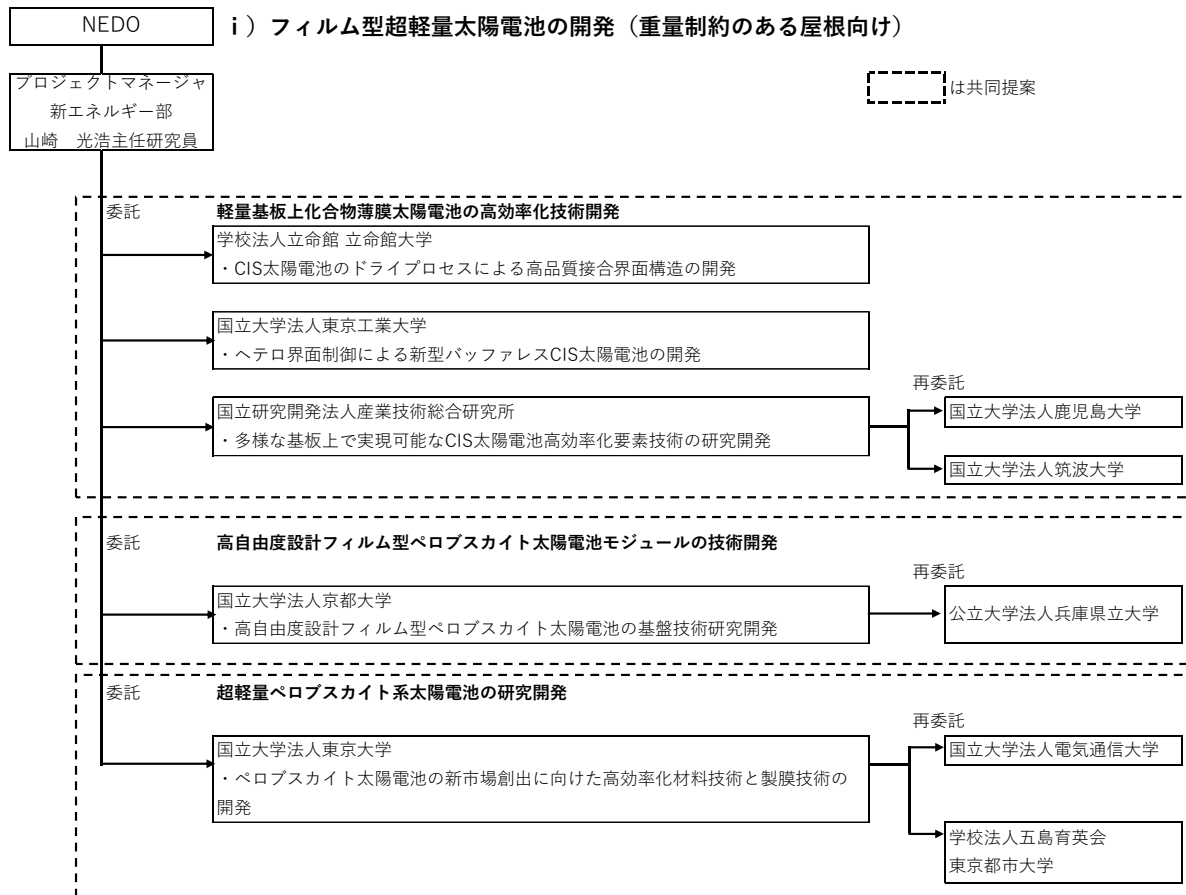 NEDO
ⅰ）フィルム型超軽量太陽電池の開発（重量制約のある屋根向け）
プロジェクトマネージャ
新エネルギー部
山崎　光浩主任研究員
は共同提案
委託
軽量基板上化合物薄膜太陽電池の高効率化技術開発
学校法人立命館 立命館大学
・CIS太陽電池のドライプロセスによる高品質接合界面構造の開発
国立大学法人東京工業大学
・ヘテロ界面制御による新型バッファレスCIS太陽電池の開発
再委託
国立研究開発法人産業技術総合研究所
・多様な基板上で実現可能なCIS太陽電池高効率化要素技術の研究開発
国立大学法人鹿児島大学
国立大学法人筑波大学
委託
高自由度設計フィルム型ペロブスカイト太陽電池モジュールの技術開発
再委託
国立大学法人京都大学
・高自由度設計フィルム型ペロブスカイト太陽電池の基盤技術研究開発
公立大学法人兵庫県立大学
委託
超軽量ペロブスカイト系太陽電池の研究開発
再委託
国立大学法人東京大学
・ペロブスカイト太陽電池の新市場創出に向けた高効率化材料技術と製膜技術の
開発
国立大学法人電気通信大学
学校法人五島育英会
東京都市大学